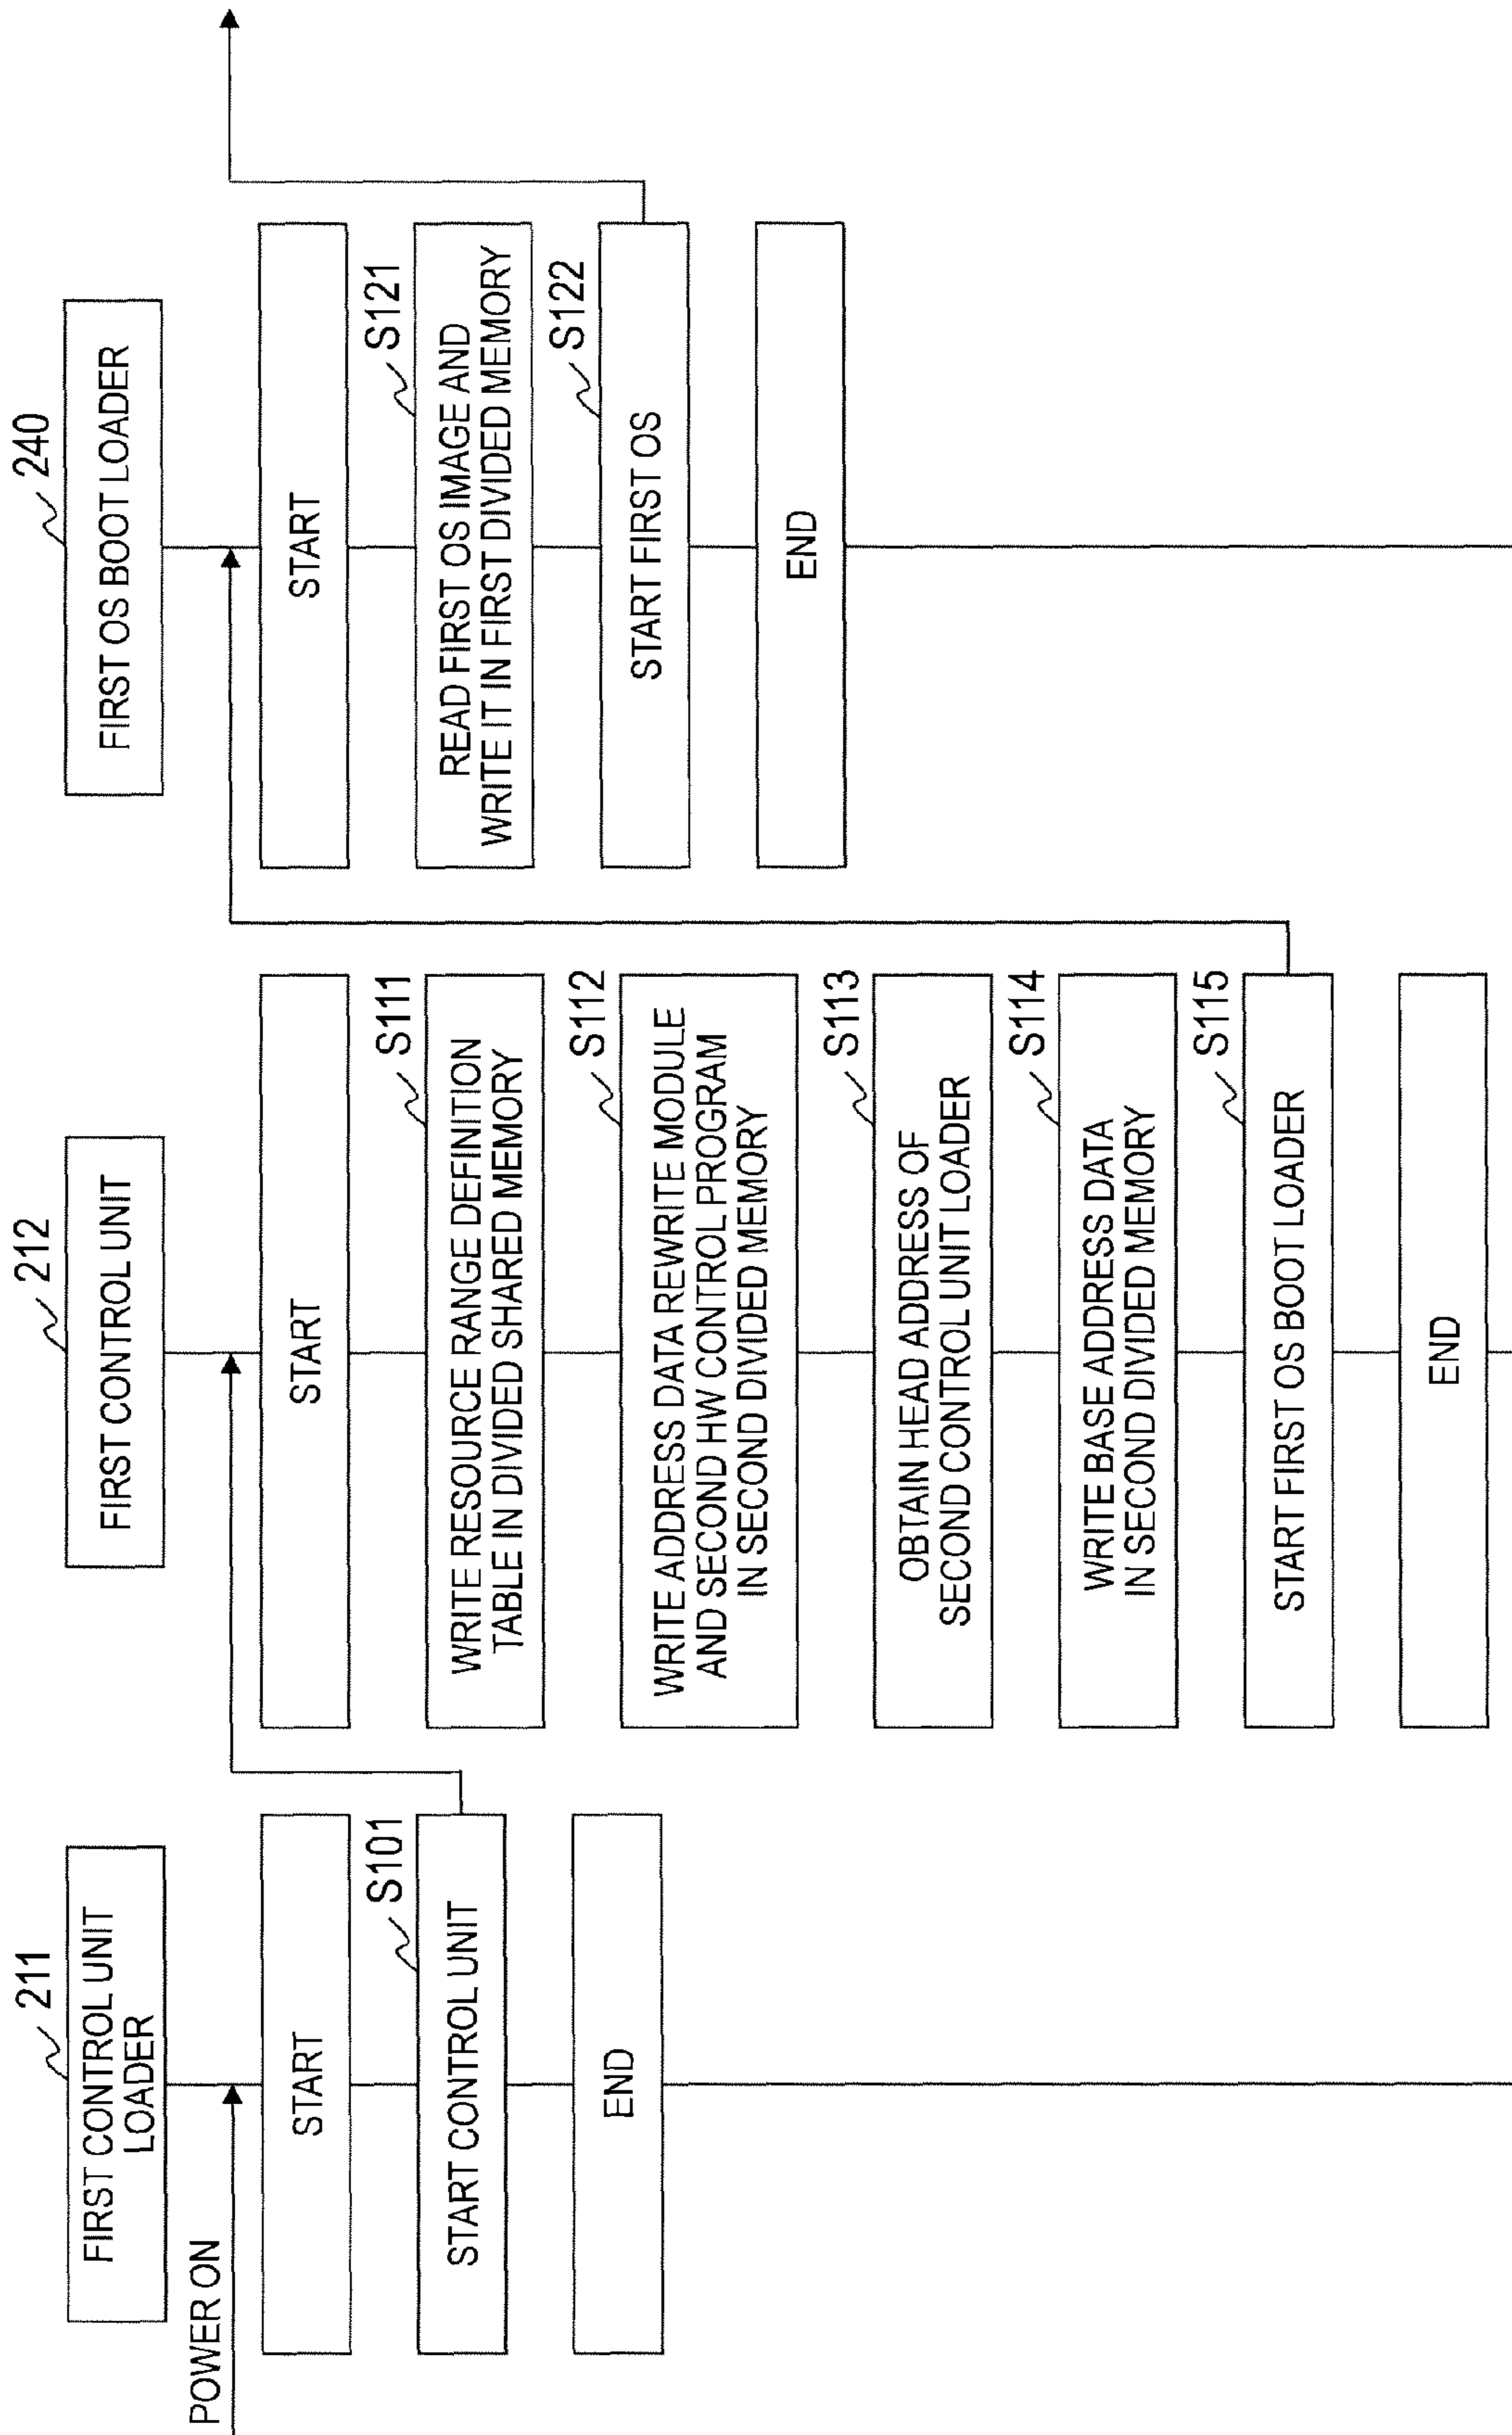 POWER ON
211
FIRST CONTROL UNIT
LOADER
START
S101
START CONTROL UNIT
END
212
FIRST CONTROL UNIT
START
S111
WRITE RESOURCE RANGE DEFINITION
TABLE IN DIVIDED SHARED MEMORY
S112
WRITE ADDRESS DATA REWRITE MODULE
AND SECOND HW CONTROL PROGRAM
IN SECOND DIVIDED MEMORY
S113
OBTAIN HEAD ADDRESS OF
SECOND CONTROL UNIT LOADER
S114
WRITE BASE ADDRESS DATA
IN SECOND DIVIDED MEMORY
S115
START FIRST OS BOOT LOADER
END
240
FIRST OS BOOT LOADER
START
S121
READ FIRST OS IMAGE AND
WRITE IT IN FIRST DIVIDED MEMORY
S122
START FIRST OS
END